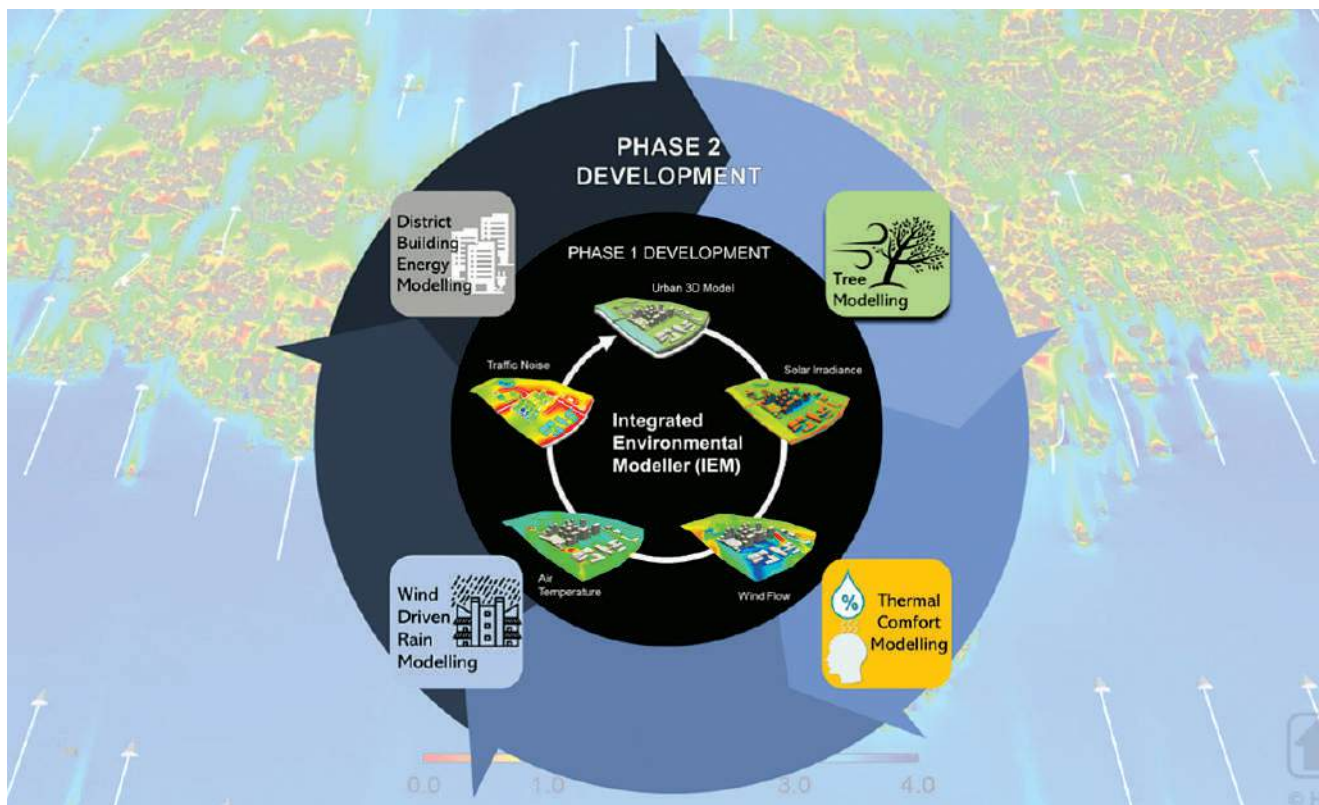 PHASE 2
DEVELOPMENT
District
Building
Energy
Modelling
Tree
Modelling
PHASE 1 DEVELOPMENT
Urban 3D Model
Traffic Noise
Solar Irradiance
Integrated
Environmental
Modeller (IEM)
Air
Temperature
Wind Flow
Wind
Driven
Rain
Modelling
%
Thermal
Comfort
Modelling
0.0
1.0
3.0
4.0